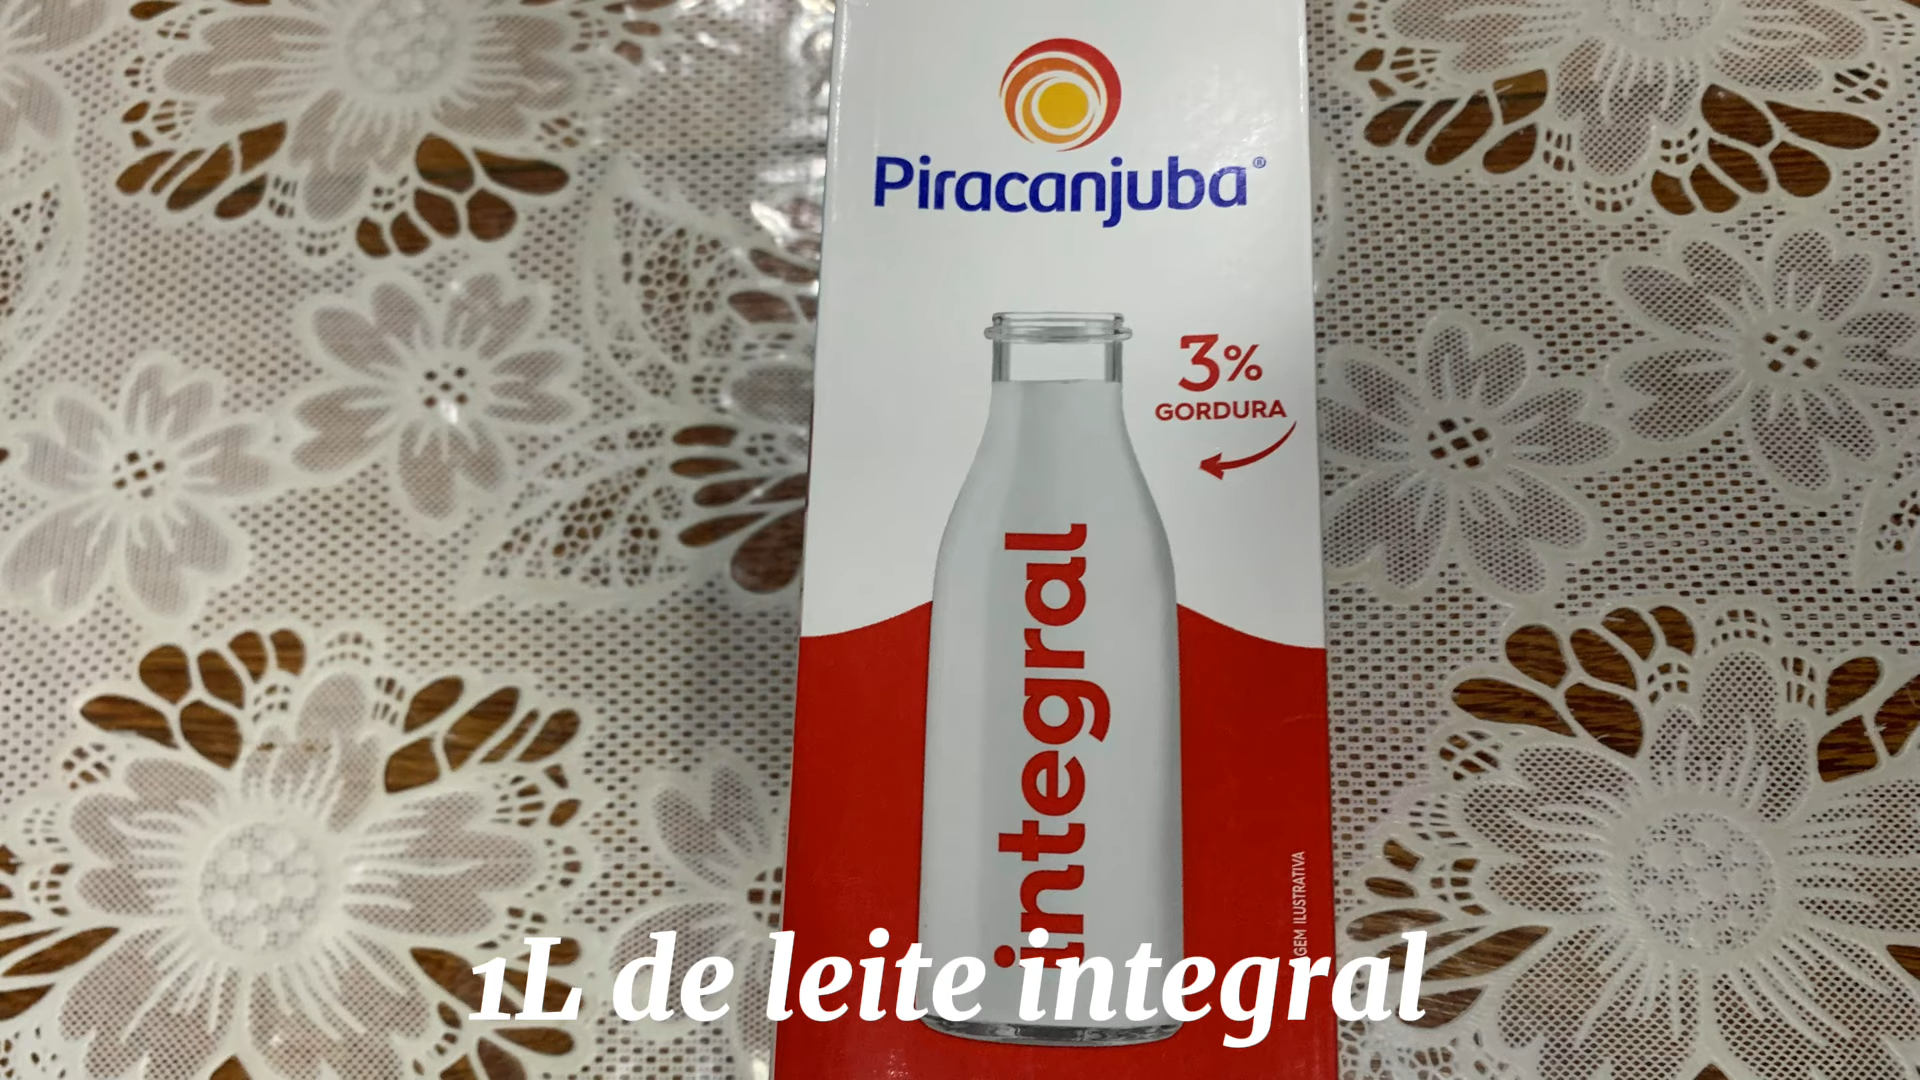 Piracanjuba®
3%
GORDURA
integral
GEM ILUSTRATIVA
1L de leite integral